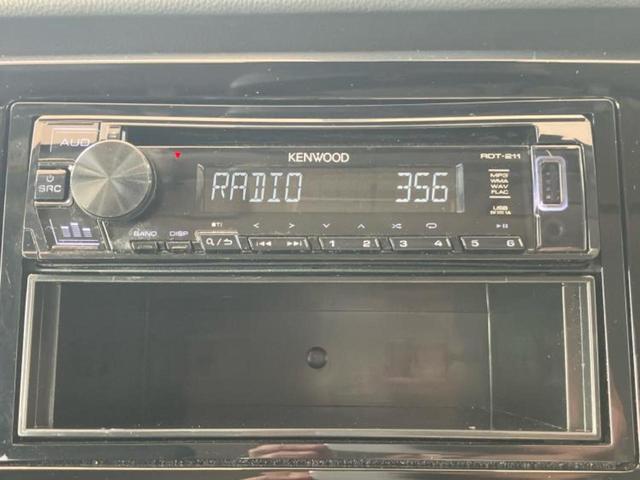 AUD
KENWOOD
RDT-211
SRC
RADIO 356
MP3
WMA
WAV
FLAC
USB
BAND DISP
1 2 3 4 5 6